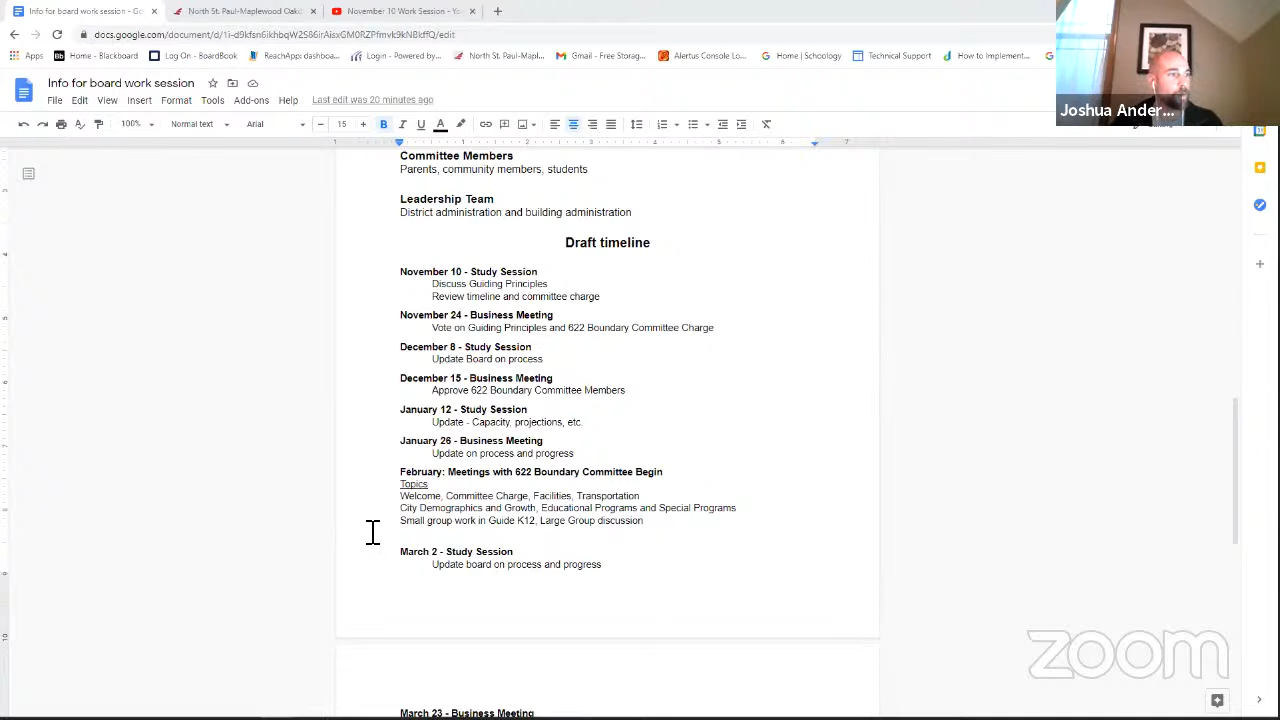 Info for board work session - G
North St. Paul-Maplewood Oakd
November 10 Work Session - Yo
Apps
Home - Blackboard
Log On - BoardBook
ReachApp: dashboa...
Login - Powered by...
North St. Paul-Mapl...
Gmail - Free Storag...
Alertus Console Lo...
Home | Schoology
Technical Support
How to Implement...
Joshua Ander...
Info for board work session
File Edit View Insert Format Tools Add-ons Help Last edit was 20 minutes ago
100% Normal text Arial 15
Committee Members
Parents, community members, students
Leadership Team
District administration and building administration
Draft timeline
November 10 - Study Session
Discuss Guiding Principles
Review timeline and committee charge
November 24 - Business Meeting
Vote on Guiding Principles and 622 Boundary Committee Charge
December 8 - Study Session
Update Board on process
December 15 - Business Meeting
Approve 622 Boundary Committee Members
January 12 - Study Session
Update - Capacity, projections, etc.
January 26 - Business Meeting
Update on process and progress
February: Meetings with 622 Boundary Committee Begin
Topics
Welcome, Committee Charge, Facilities, Transportation
City Demographics and Growth, Educational Programs and Special Programs
Small group work in Guide K12, Large Group discussion
March 2 - Study Session
Update board on process and progress
zoom
March 23 - Business Meeting